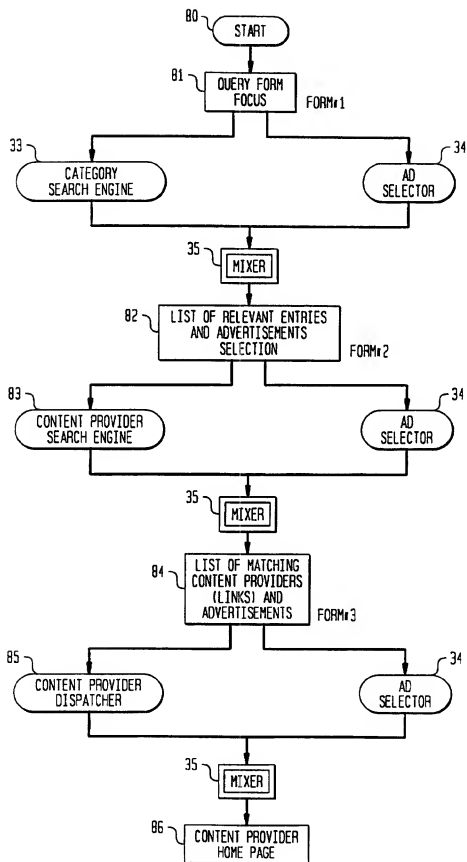 80
START
81
QUERY FORM
FOCUS
FORM#1
33
CATEGORY
SEARCH ENGINE
34
AD
SELECTOR
35
MIXER
82
LIST OF RELEVANT ENTRIES
AND ADVERTISEMENTS
SELECTION
FORM#2
83
CONTENT PROVIDER
SEARCH ENGINE
34
AD
SELECTOR
35
MIXER
84
LIST OF MATCHING
CONTENT PROVIDERS
(LINKS) AND
ADVERTISEMENTS
FORM#3
85
CONTENT PROVIDER
DISPATCHER
34
AD
SELECTOR
35
MIXER
86
CONTENT PROVIDER
HOME PAGE